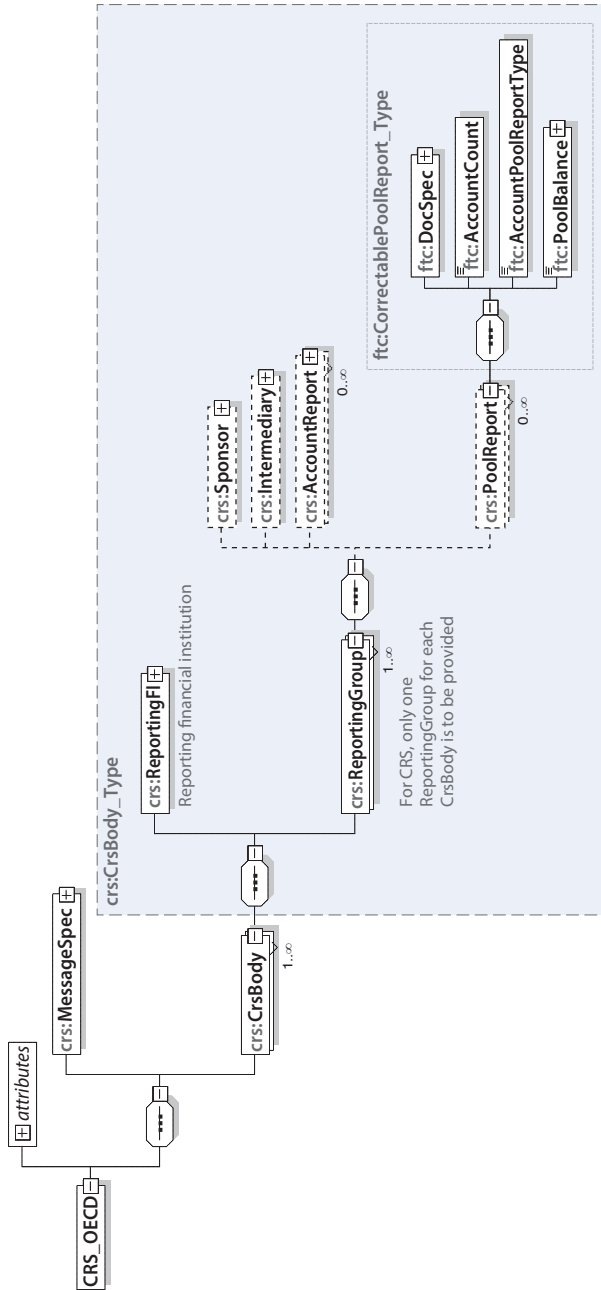 CRS_OECD
attributes
crs:MessageSpec
crs:CrsBody
1..∞
crs:CrsBody_Type
crs:ReportingFI
Reporting financial institution
crs:ReportingGroup
1..∞
For CRS, only one
ReportingGroup for each
CrsBody is to be provided
crs:Sponsor
crs:Intermediary
crs:AccountReport
0..∞
crs:PoolReport
0..∞
ftc:CorrectablePoolReport_Type
ftc:DocSpec
ftc:AccountCount
ftc:AccountPoolReportType
ftc:PoolBalance